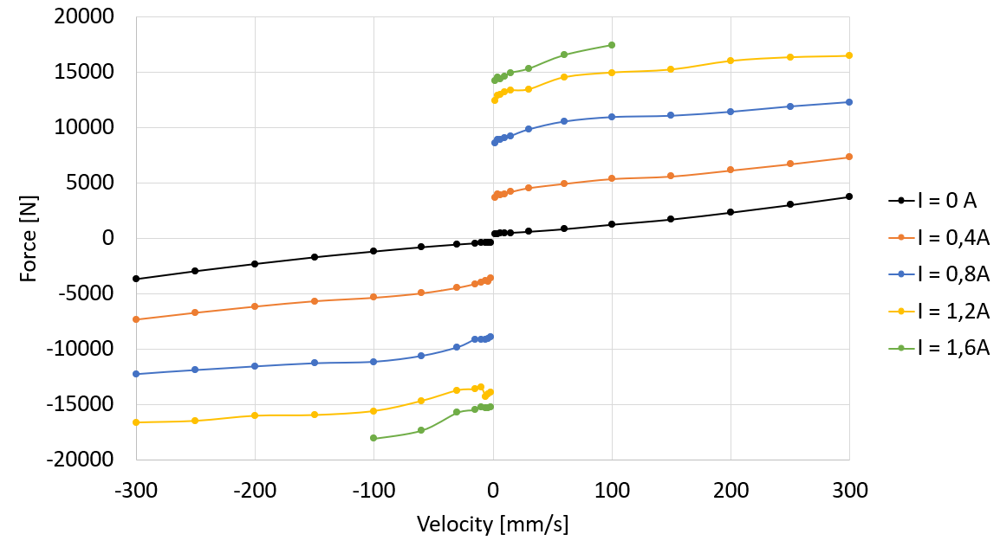 20000
15000
10000
5000
0
-5000
-10000
-15000
-20000
Force [N]
-300 -200 -100 0 100 200 300
Velocity [mm/s]
I = 0 A
I = 0,4A
I = 0,8A
I = 1,2A
I = 1,6A